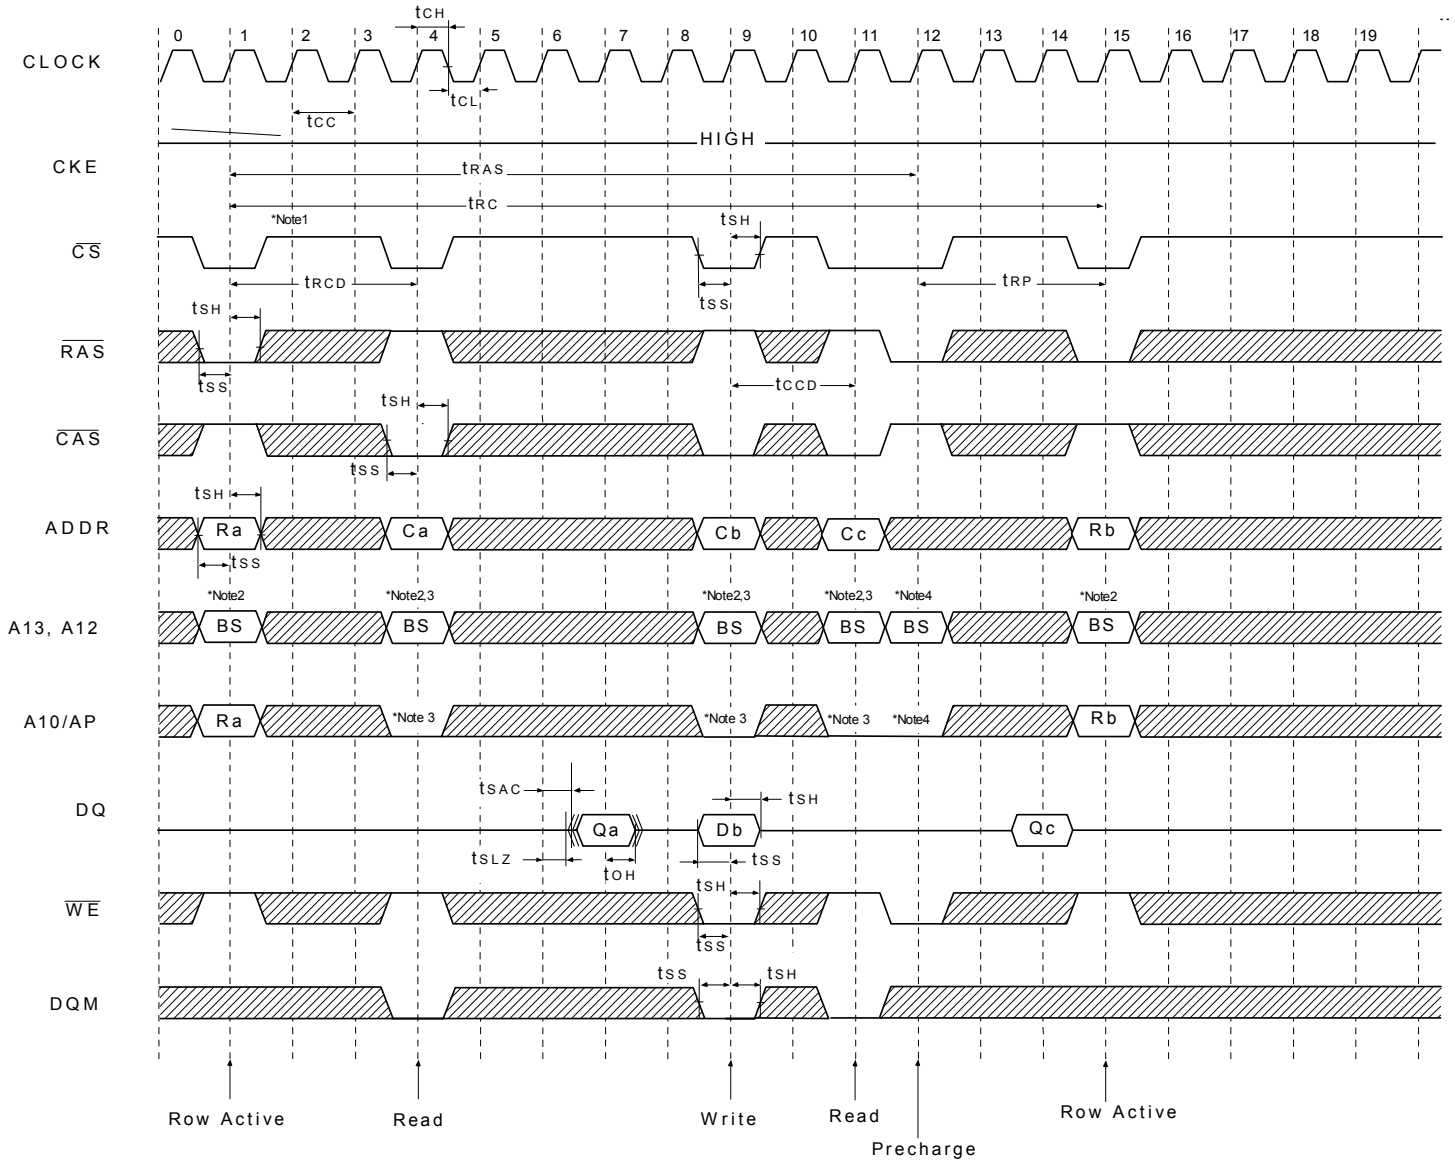 ..
tCH
0 1 2 3 4 5 6 7 8 9 10 11 12 13 14 15 16 17 18 19
CLOCK
tCL
tCC
HIGH
CKE
tRAS
tRC
*Note1
tSH
CS
tRCD
tRP
tSH
tSS
RAS
tSS
tCCD
tSH
CAS
tSS
tSH
ADDR
Ra Ca Cb Cc Rb
tSS
*Note2 *Note2,3 *Note2,3 *Note2,3 *Note4 *Note2
A13, A12
BS BS BS BS BS BS
A10/AP
Ra *Note 3 *Note 3 *Note 3 *Note4 Rb
tSAC
tSH
DQ
Qa Db Qc
tSLZ
tOH
tSS
tSH
WE
tSS
tSS
tSH
DQM
Row Active Read Write Read Row Active
Precharge